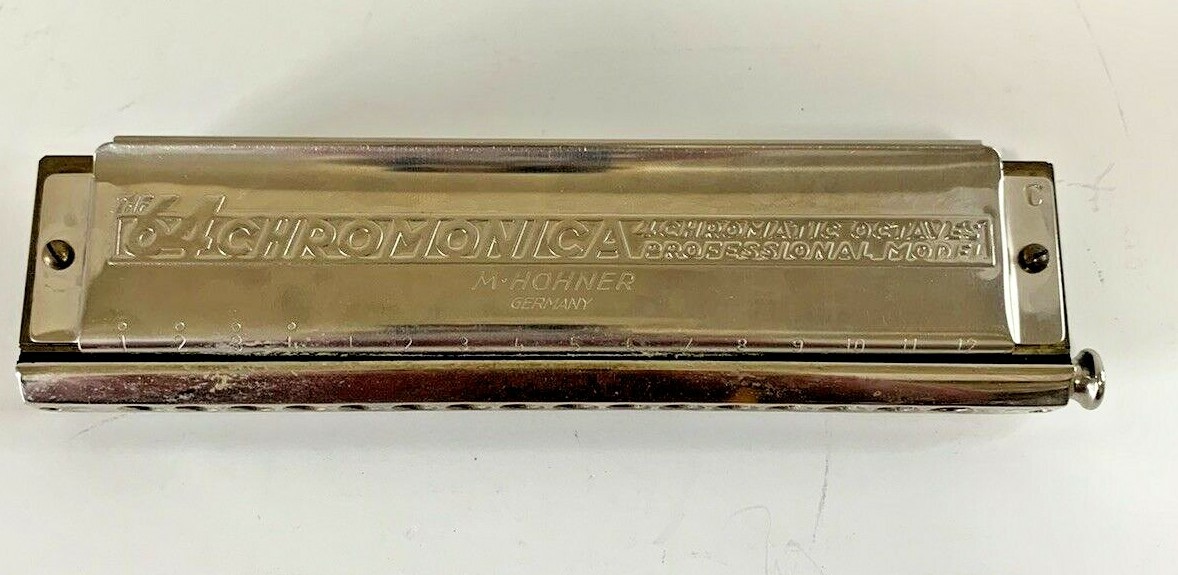 THE
64 CHROMONICA
4 CHROMATIC OCTAVES
PROFESSIONAL MODEL
C
M·HOHNER
GERMANY
1 2 3 4 1 2 3 4 5 6 7 8 9 10 11 12